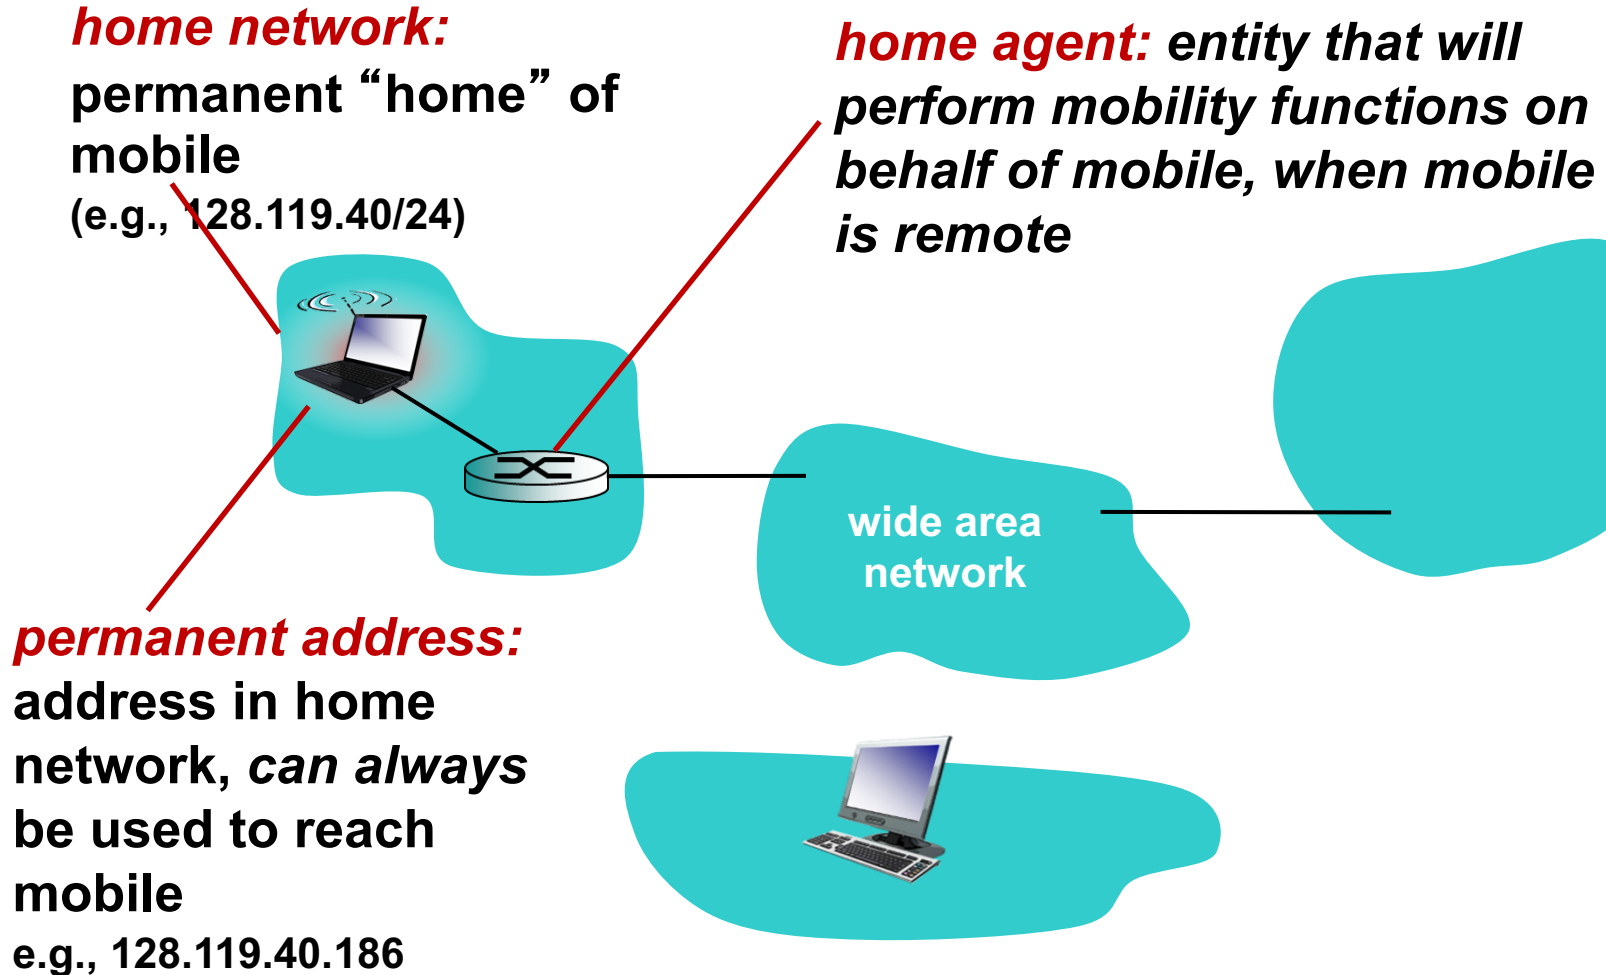 home network:
permanent “home” of
mobile
(e.g., 128.119.40/24)
home agent: entity that will
perform mobility functions on
behalf of mobile, when mobile
is remote
wide area
network
permanent address:
address in home
network, can always
be used to reach
mobile
e.g., 128.119.40.186